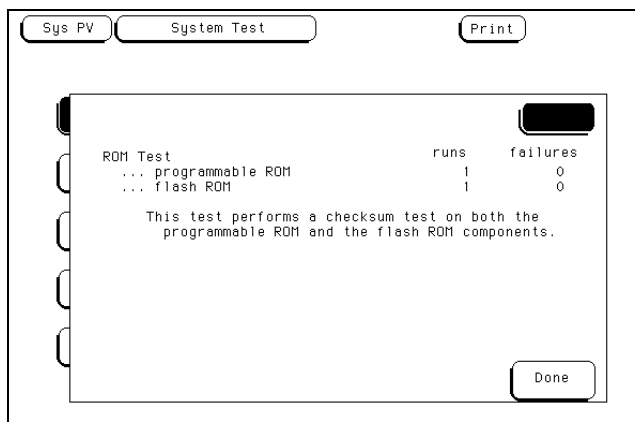 Sys PV System Test Print
ROM Test runs failures
... programmable ROM 1 0
... flash ROM 1 0
This test performs a checksum test on both the
programmable ROM and the flash ROM components.
Done